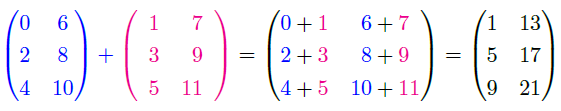 0 6 1 7 0 + 1 6 + 7 1 13
2 8 + 3 9 = 2 + 3 8 + 9 = 5 17
4 10 5 11 4 + 5 10 + 11 9 21